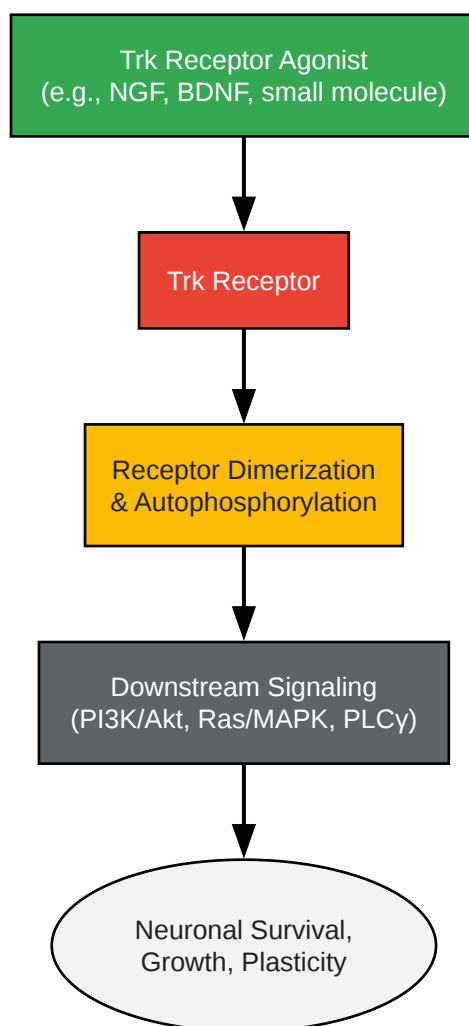 Trk Receptor Agonist
(e.g., NGF, BDNF, small molecule)
Trk Receptor
Receptor Dimerization
& Autophosphorylation
Downstream Signaling
(PI3K/Akt, Ras/MAPK, PLCγ)
Neuronal Survival,
Growth, Plasticity